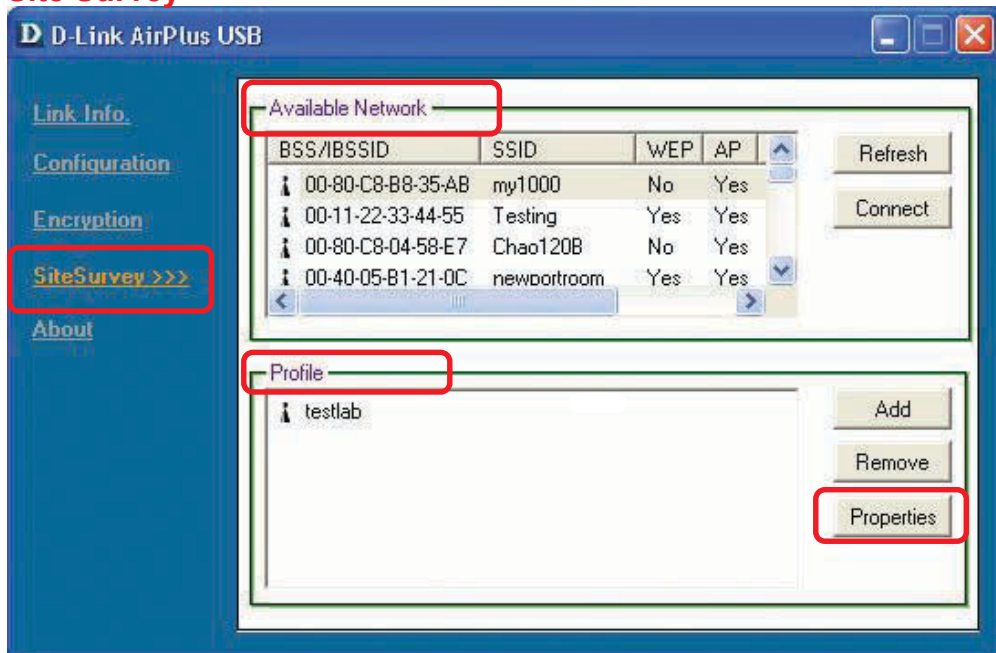 Site Survey
D D-Link AirPlus USB
Link Info.
Configuration
Encryption
SiteSurvey >>>
About
Available Network
BSS/IBSSID SSID WEP AP
00-80-C8-B8-35-AB my1000 No Yes
00-11-22-33-44-55 Testing Yes Yes
00-80-C8-04-58-E7 Chao120B No Yes
00-40-05-B1-21-0C newportroom Yes Yes
Refresh
Connect
Profile
testlab
Add
Remove
Properties